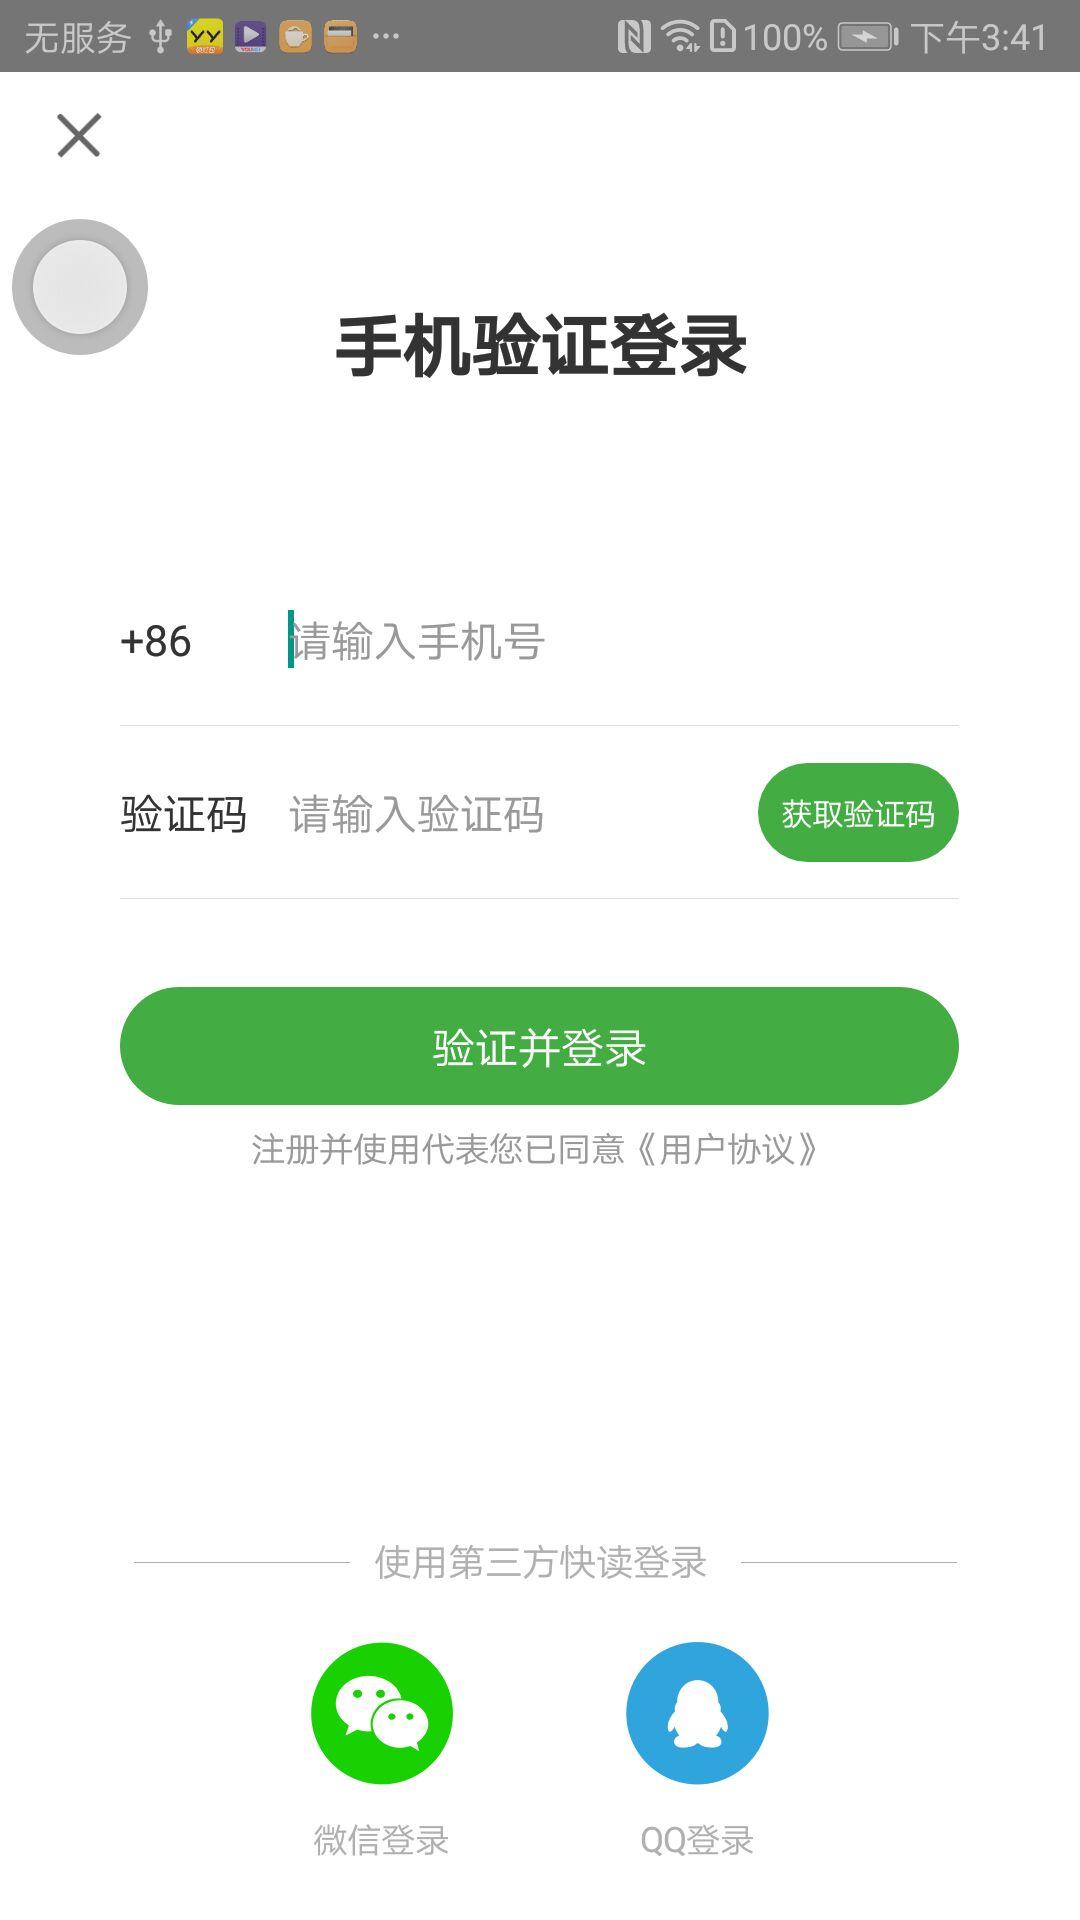 无服务 100% 下午3:41
手机验证登录
+86 请输入手机号
验证码 请输入验证码 获取验证码
验证并登录
注册并使用代表您已同意《用户协议》
使用第三方快读登录
微信登录 QQ登录